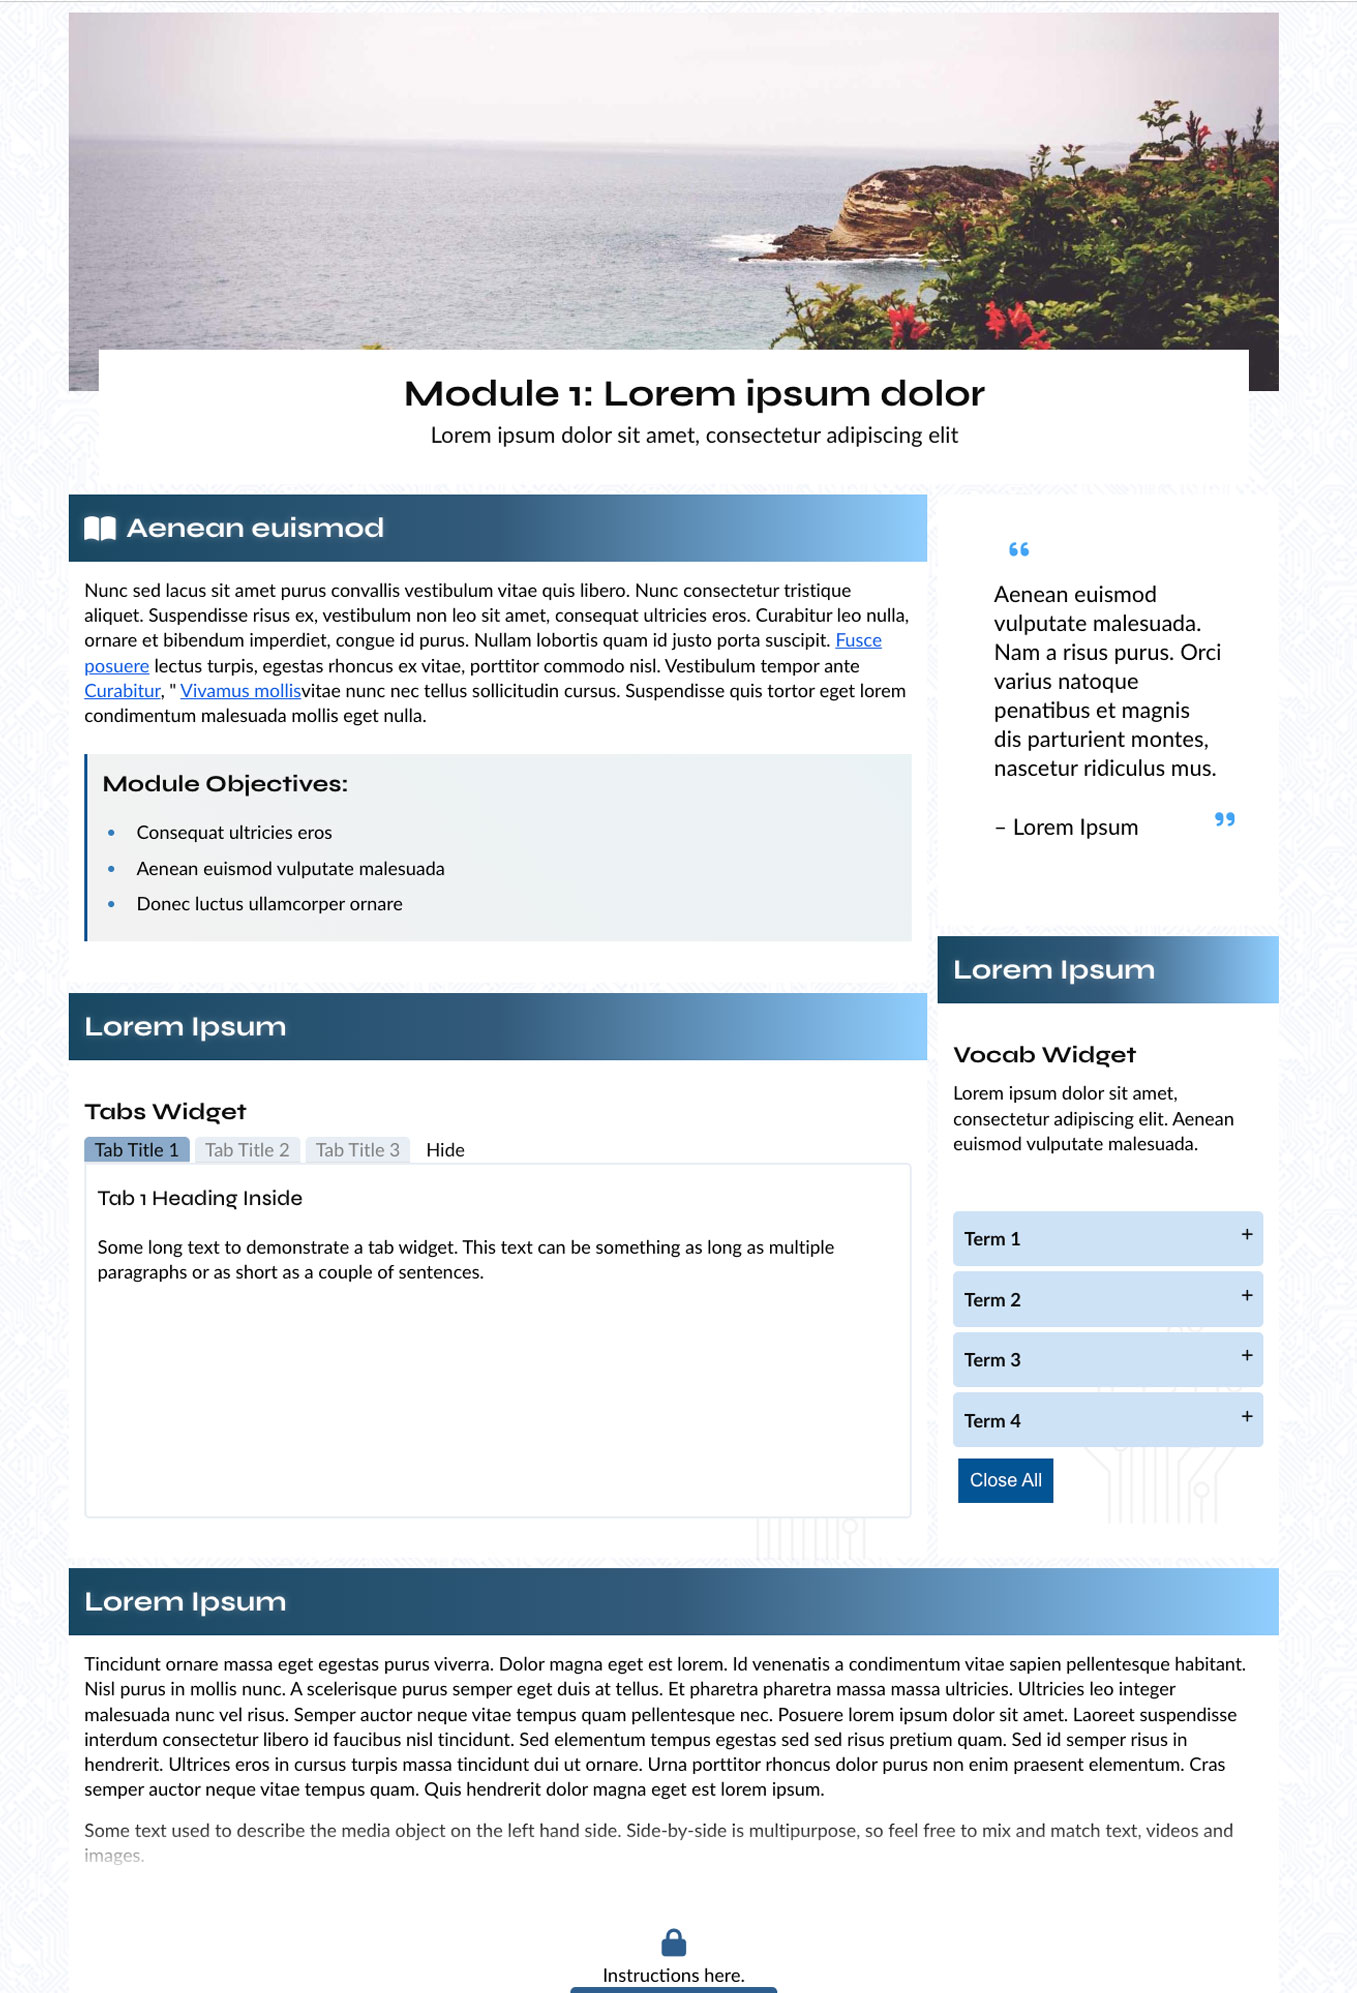 Module 1: Lorem ipsum dolor
Lorem ipsum dolor sit amet, consectetur adipiscing elit
Aenean euismod
Nunc sed lacus sit amet purus convallis vestibulum vitae quis libero. Nunc consectetur tristique
aliquet. Suspendisse risus ex, vestibulum non leo sit amet, consequat ultricies eros. Curabitur leo nulla,
ornare et bibendum imperdiet, congue id purus. Nullam lobortis quam id justo porta suscipit. Fusce
posuere lectus turpis, egestas rhoncus ex vitae, porttitor commodo nisl. Vestibulum tempor ante
Curabitur, " Vivamus mollisvitae nunc nec tellus sollicitudin cursus. Suspendisse quis tortor eget lorem
condimentum malesuada mollis eget nulla.
Module Objectives:
• Consequat ultricies eros
• Aenean euismod vulputate malesuada
• Donec luctus ullamcorper ornare
“
Aenean euismod
vulputate malesuada.
Nam a risus purus. Orci
varius natoque
penatibus et magnis
dis parturient montes,
nascetur ridiculus mus.
– Lorem Ipsum ”
Lorem Ipsum
Tabs Widget
Tab Title 1 Tab Title 2 Tab Title 3 Hide
Tab 1 Heading Inside
Some long text to demonstrate a tab widget. This text can be something as long as multiple
paragraphs or as short as a couple of sentences.
Lorem Ipsum
Vocab Widget
Lorem ipsum dolor sit amet,
consectetur adipiscing elit. Aenean
euismod vulputate malesuada.
Term 1 +
Term 2 +
Term 3 +
Term 4 +
Close All
Lorem Ipsum
Tincidunt ornare massa eget egestas purus viverra. Dolor magna eget est lorem. Id venenatis a condimentum vitae sapien pellentesque habitant.
Nisl purus in mollis nunc. A scelerisque purus semper eget duis at tellus. Et pharetra pharetra massa massa ultricies. Ultricies leo integer
malesuada nunc vel risus. Semper auctor neque vitae tempus quam pellentesque nec. Posuere lorem ipsum dolor sit amet. Laoreet suspendisse
interdum consectetur libero id faucibus nisl tincidunt. Sed elementum tempus egestas sed sed risus pretium quam. Sed id semper risus in
hendrerit. Ultrices eros in cursus turpis massa tincidunt dui ut ornare. Urna porttitor rhoncus dolor purus non enim praesent elementum. Cras
semper auctor neque vitae tempus quam. Quis hendrerit dolor magna eget est lorem ipsum.
Some text used to describe the media object on the left hand side. Side-by-side is multipurpose, so feel free to mix and match text, videos and
images.
Instructions here.